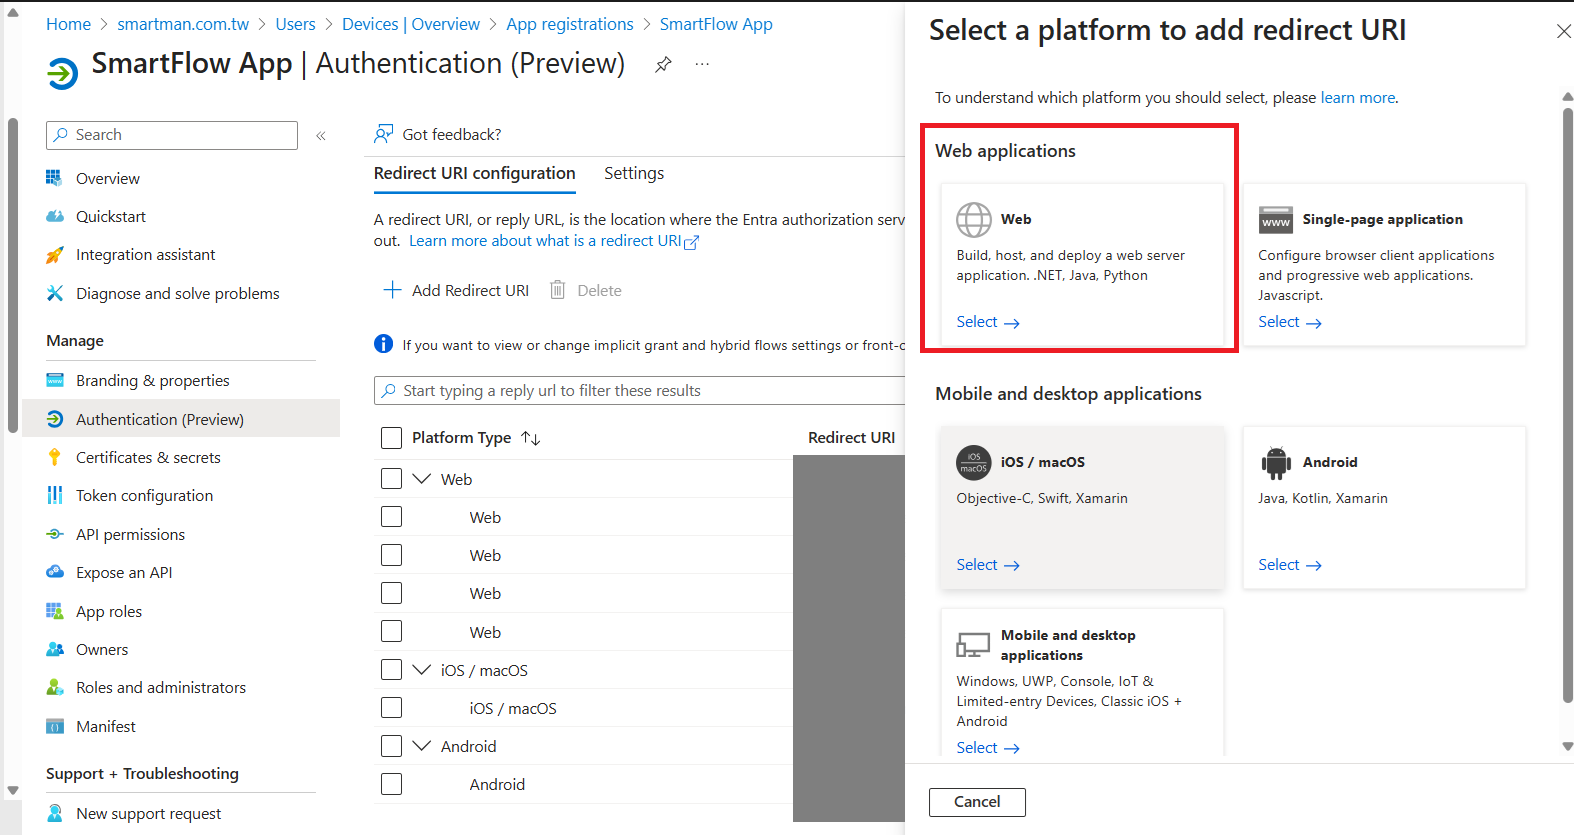 Home > smartman.com.tw > Users > Devices | Overview > App registrations > SmartFlow App
SmartFlow App | Authentication (Preview)
Search
Overview
Quickstart
Integration assistant
Diagnose and solve problems
Manage
Branding & properties
Authentication (Preview)
Certificates & secrets
Token configuration
API permissions
Expose an API
App roles
Owners
Roles and administrators
Manifest
Support + Troubleshooting
New support request
Got feedback?
Redirect URI configuration Settings
A redirect URI, or reply URL, is the location where the Entra authorization serv
out. Learn more about what is a redirect URI
Add Redirect URI Delete
If you want to view or change implicit grant and hybrid flows settings or front-c
Start typing a reply url to filter these results
Platform Type Redirect URI
Web
Web
Web
Web
Web
iOS / macOS
iOS / macOS
Android
Android
Select a platform to add redirect URI
To understand which platform you should select, please learn more.
Web applications
Web
Build, host, and deploy a web server
application. .NET, Java, Python
Select
www
Single-page application
Configure browser client applications
and progressive web applications.
Javascript.
Select
Mobile and desktop applications
iOS
macOS
iOS / macOS
Objective-C, Swift, Xamarin
Select
Android
Java, Kotlin, Xamarin
Select
Mobile and desktop
applications
Windows, UWP, Console, IoT &
Limited-entry Devices, Classic iOS +
Android
Select
Cancel